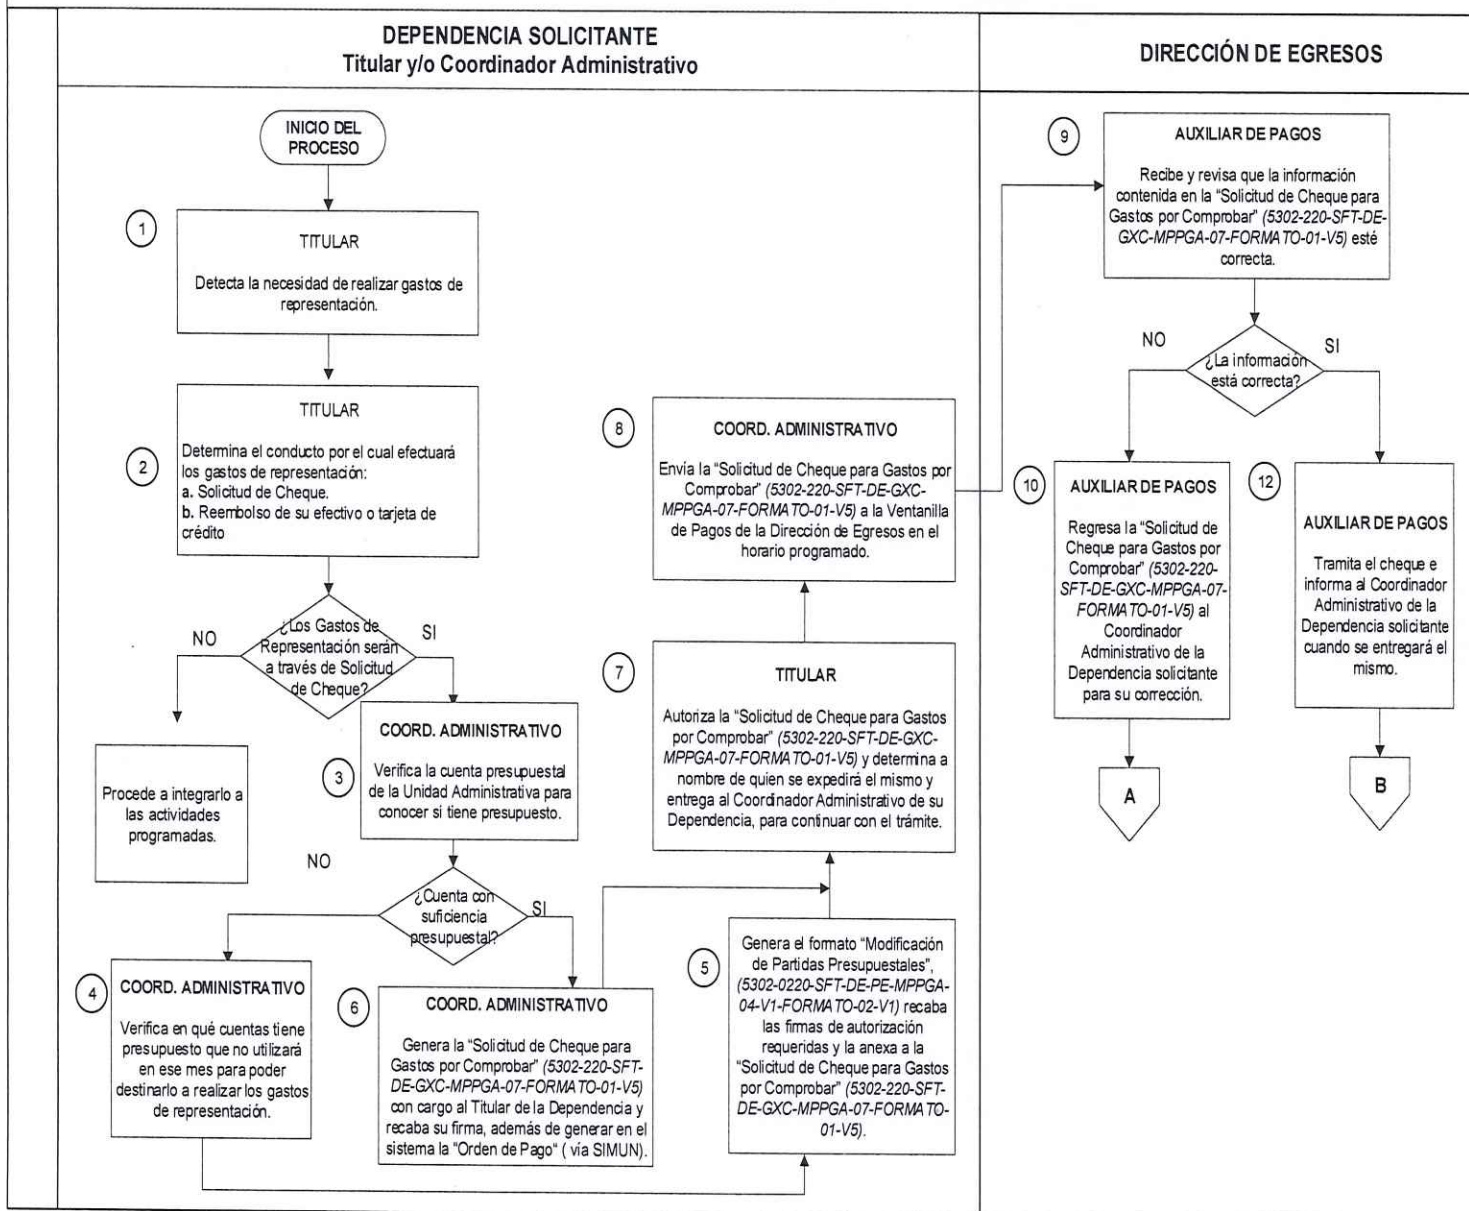 DEPENDENCIA SOLICITANTE
Titular y/o Coordinador Administrativo
DIRECCIÓN DE EGRESOS
INICIO DEL
PROCESO
1
TITULAR
Detecta la necesidad de realizar gastos de
representación.
2
TITULAR
Determina el conducto por el cual efectuará
los gastos de representación:
a. Solicitud de Cheque.
b. Reembolso de su efectivo o tarjeta de
crédito
¿Los Gastos de
Representación serán
a través de Solicitud
de Cheque?
NO
SI
Procede a integrarlo a
las actividades
programadas.
3
COORD. ADMINISTRATIVO
Verifica la cuenta presupuestal
de la Unidad Administrativa para
conocer si tiene presupuesto.
NO
¿Cuenta con
suficiencia
presupuestal?
SI
4
COORD. ADMINISTRATIVO
Verifica en qué cuentas tiene
presupuesto que no utilizará
en ese mes para poder
destinarlo a realizar los gastos
de representación.
6
COORD. ADMINISTRATIVO
Genera la "Solicitud de Cheque para
Gastos por Comprobar" (5302-220-SFT-
DE-GXC-MPPGA-07-FORMATO-01-V5)
con cargo al Titular de la Dependencia y
recaba su firma, además de generar en el
sistema la "Orden de Pago" ( vía SIMUN).
5
Genera el formato "Modificación
de Partidas Presupuestales",
(5302-0220-SFT-DE-PE-MPPGA-
04-V1-FORMATO-02-V1) recaba
las firmas de autorización
requeridas y la anexa a la
"Solicitud de Cheque para Gastos
por Comprobar" (5302-220-SFT-
DE-GXC-MPPGA-07-FORMATO-
01-V5).
7
TITULAR
Autoriza la "Solicitud de Cheque para Gastos
por Comprobar" (5302-220-SFT-DE-GXC-
MPPGA-07-FORMATO-01-V5) y determina a
nombre de quien se expedirá el mismo y
entrega al Coordinador Administrativo de su
Dependencia, para continuar con el trámite.
8
COORD. ADMINISTRATIVO
Envía la "Solicitud de Cheque para Gastos por
Comprobar" (5302-220-SFT-DE-GXC-
MPPGA-07-FORMATO-01-V5) a la Ventanilla
de Pagos de la Dirección de Egresos en el
horario programado.
9
AUXILIAR DE PAGOS
Recibe y revisa que la información
contenida en la "Solicitud de Cheque para
Gastos por Comprobar" (5302-220-SFT-DE-
GXC-MPPGA-07-FORMATO-01-V5) esté
correcta.
NO
¿La información
está correcta?
SI
10
AUXILIAR DE PAGOS
Regresa la "Solicitud de
Cheque para Gastos por
Comprobar" (5302-220-
SFT-DE-GXC-MPPGA-07-
FORMATO-01-V5) al
Coordinador
Administrativo de la
Dependencia solicitante
para su corrección.
A
12
AUXILIAR DE PAGOS
Tramita el cheque e
informa al Coordinador
Administrativo de la
Dependencia solicitante
cuando se entregará el
mismo.
B